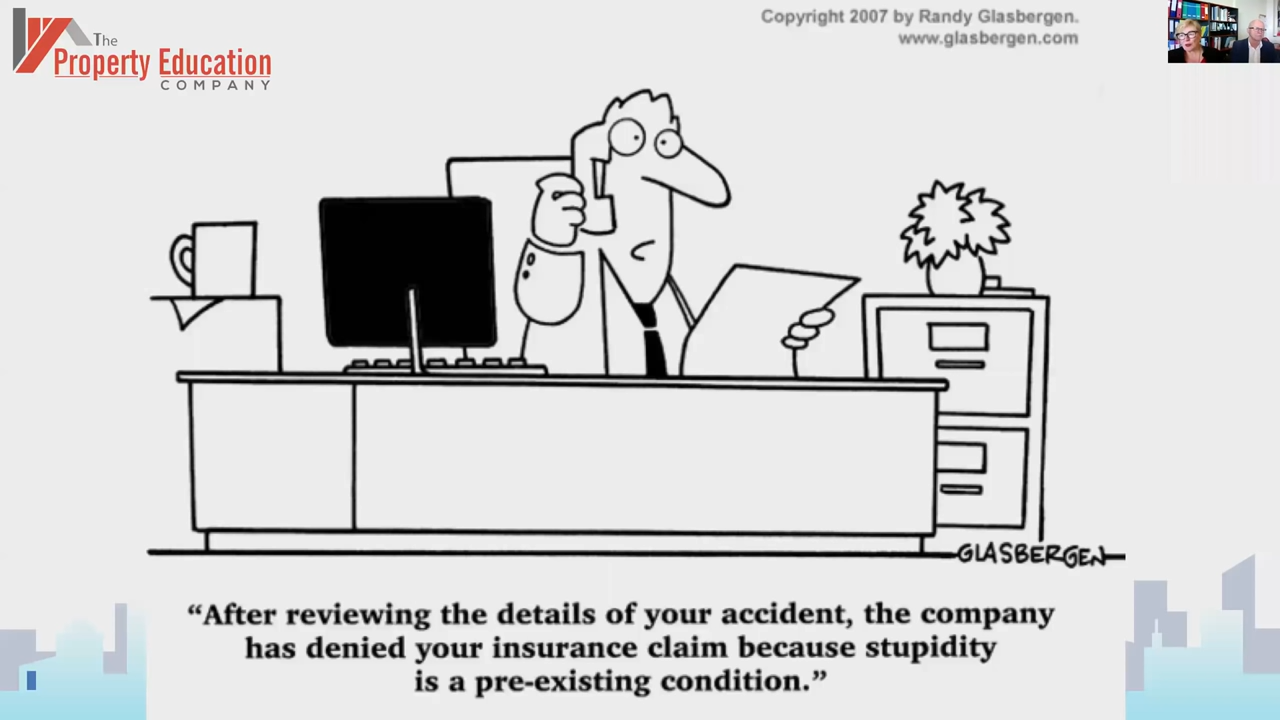 The
Property Education
COMPANY
Copyright 2007 by Randy Glasbergen.
www.glasbergen.com
GLASBERGEN
“After reviewing the details of your accident, the company
has denied your insurance claim because stupidity
is a pre-existing condition.”